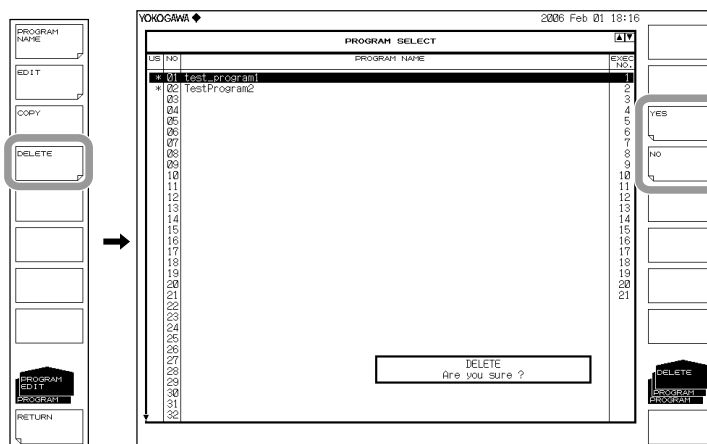 PROGRAM
NAME
EDIT
COPY
DELETE
PROGRAM
EDIT
PROGRAM
RETURN
YOKOGAWA
2006 Feb 01 18:16
PROGRAM SELECT
US NO PROGRAM NAME EXEC
NO.
* 01 test_program1 1
* 02 TestProgram2 2
03 3
04 4
05 5
06 6
07 7
08 8
09 9
10 10
11 11
12 12
13 13
14 14
15 15
16 16
17 17
18 18
19 19
20 20
21 21
22
23
24
25
26
27
28
29
30
31
32
DELETE
Are you sure ?
YES
NO
DELETE
PROGRAM
PROGRAM